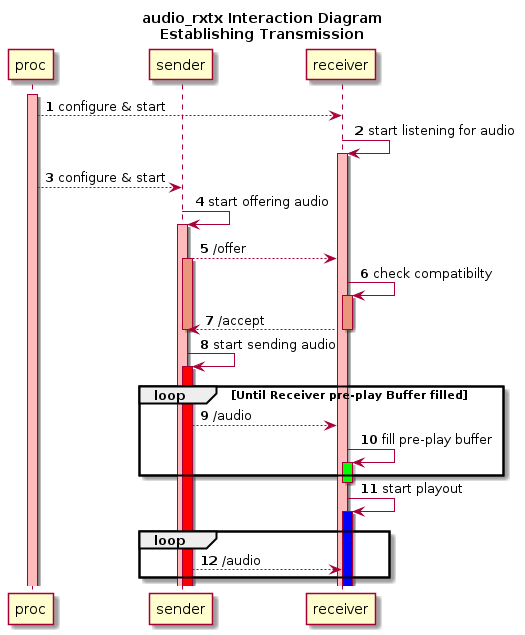 audio_rxtx Interaction Diagram
Establishing Transmission
proc
sender
receiver
1 configure & start
2 start listening for audio
3 configure & start
4 start offering audio
5 /offer
6 check compatibilty
7 /accept
8 start sending audio
loop
[Until Receiver pre-play Buffer filled]
9 /audio
10 fill pre-play buffer
11 start playout
loop
12 /audio
proc
sender
receiver